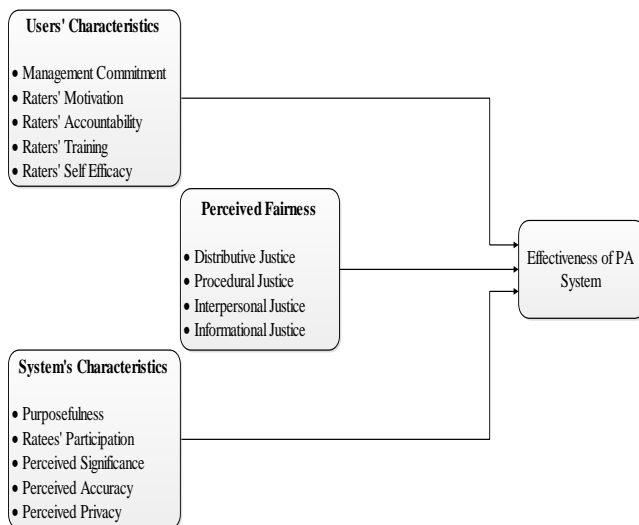 Users' Characteristics
• Management Commitment
• Raters' Motivation
• Raters' Accountability
• Raters' Training
• Raters' Self Efficacy
Perceived Fairness
• Distributive Justice
• Procedural Justice
• Interpersonal Justice
• Informational Justice
Effectiveness of PA
System
System's Characteristics
• Purposefulness
• Ratees' Participation
• Perceived Significance
• Perceived Accuracy
• Perceived Privacy